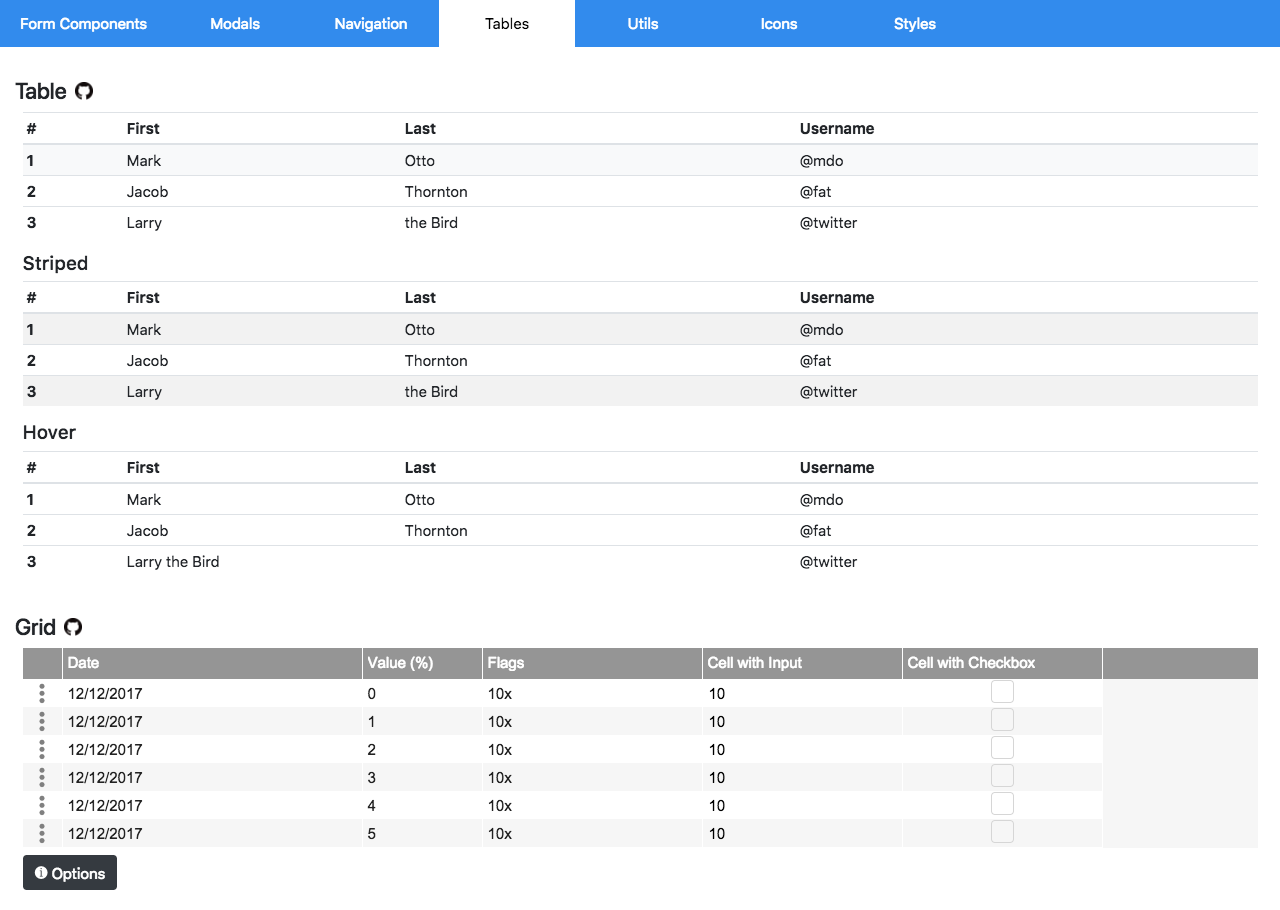 Form Components Modals Navigation Tables Utils Icons Styles
Table
# First Last Username
1 Mark Otto @mdo
2 Jacob Thornton @fat
3 Larry the Bird @twitter
Striped
# First Last Username
1 Mark Otto @mdo
2 Jacob Thornton @fat
3 Larry the Bird @twitter
Hover
# First Last Username
1 Mark Otto @mdo
2 Jacob Thornton @fat
3 Larry the Bird @twitter
Grid
Date Value (%) Flags Cell with Input Cell with Checkbox
12/12/2017 0 10x 10
12/12/2017 1 10x 10
12/12/2017 2 10x 10
12/12/2017 3 10x 10
12/12/2017 4 10x 10
12/12/2017 5 10x 10
Options